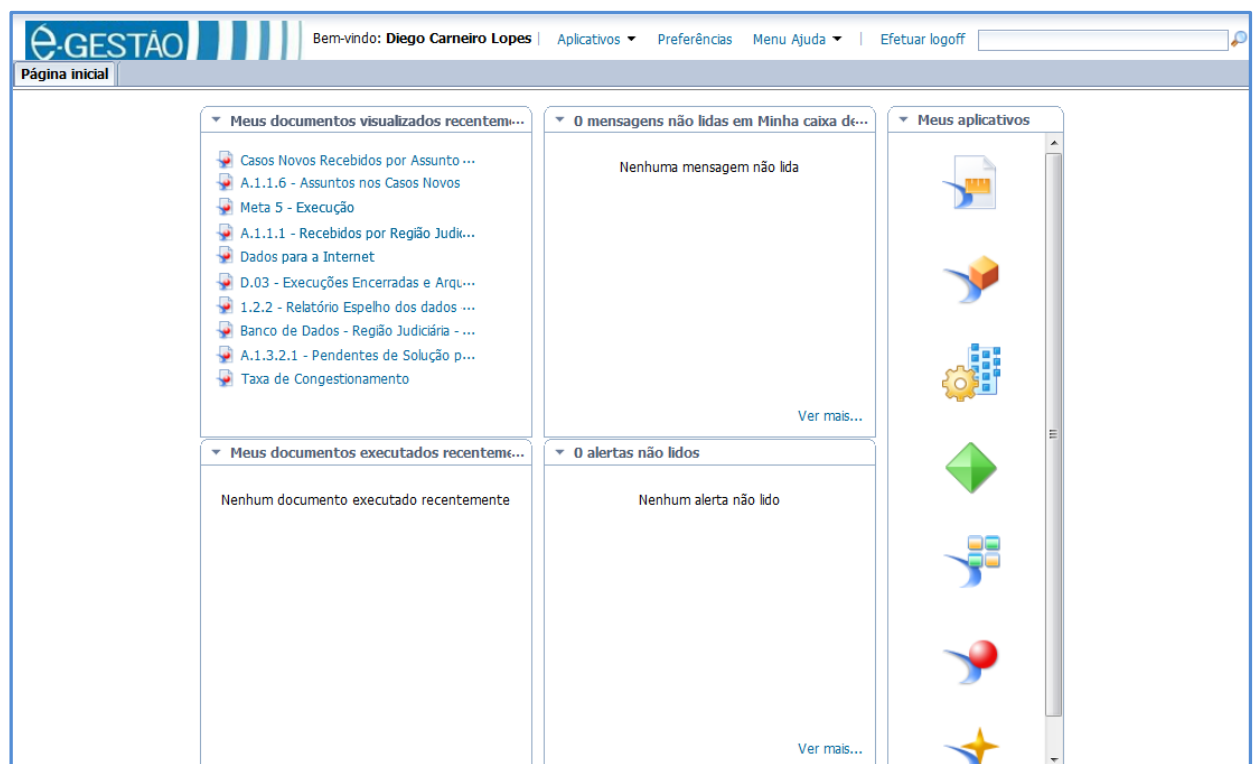 é-GESTÃO
Bem-vindo: Diego Carneiro Lopes | Aplicativos Preferências Menu Ajuda | Efetuar logoff
Página inicial
Meus documentos visualizados recenteme...
Casos Novos Recebidos por Assunto ...
A.1.1.6 - Assuntos nos Casos Novos
Meta 5 - Execução
A.1.1.1 - Recebidos por Região Judic...
Dados para a Internet
D.03 - Execuções Encerradas e Arqu...
1.2.2 - Relatório Espelho dos dados ...
Banco de Dados - Região Judiciária - ...
A.1.3.2.1 - Pendentes de Solução p...
Taxa de Congestionamento
0 mensagens não lidas em Minha caixa de...
Nenhuma mensagem não lida
Ver mais...
Meus aplicativos
Meus documentos executados recenteme...
Nenhum documento executado recentemente
0 alertas não lidos
Nenhum alerta não lido
Ver mais...